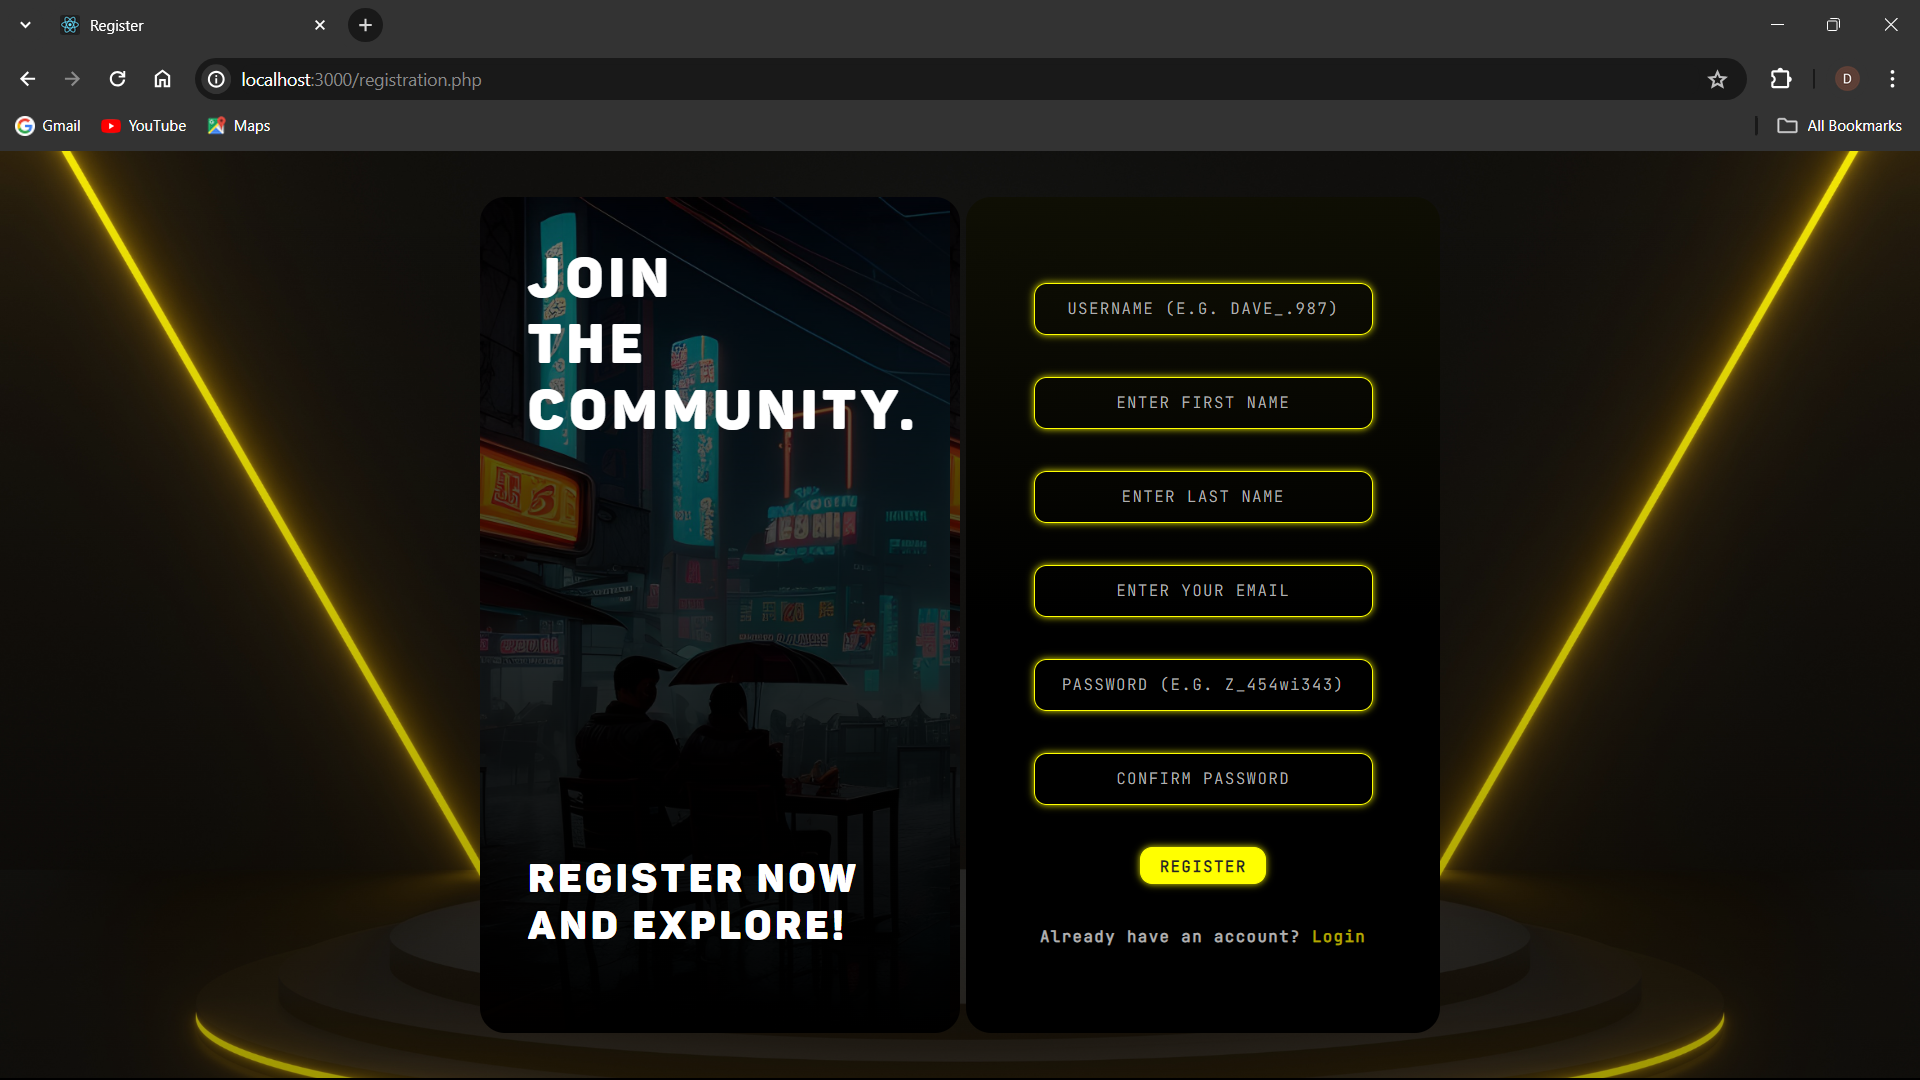 Register
localhost:3000/registration.php
D
Gmail
YouTube
Maps
All Bookmarks
JOIN
THE
COMMUNITY.
REGISTER NOW
AND EXPLORE!
USERNAME (E.G. DAVE_.987)
ENTER FIRST NAME
ENTER LAST NAME
ENTER YOUR EMAIL
PASSWORD (E.G. Z_454wi343)
CONFIRM PASSWORD
REGISTER
Already have an account? Login